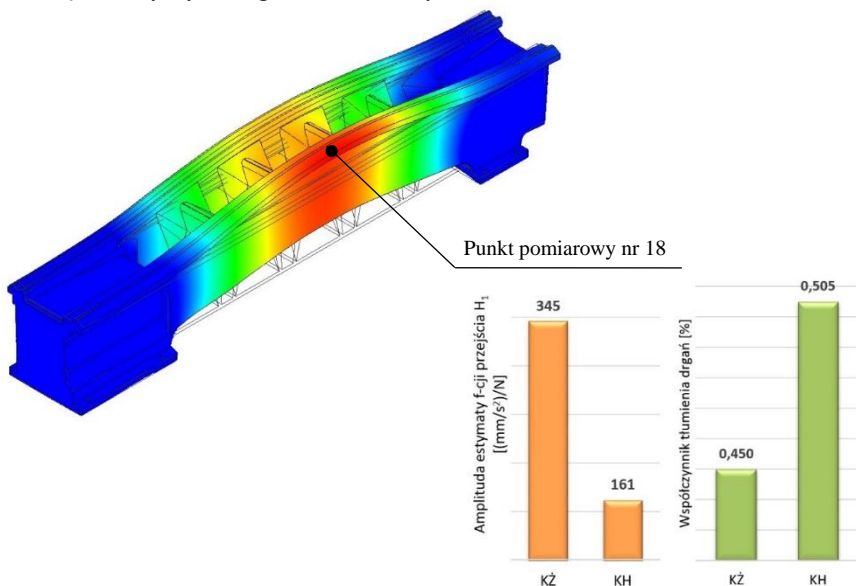 Punkt pomiarowy nr 18
Amplituda estymaty f-cji przejścia H₁
[(mm/s²)/N]
345
161
KŻ
KH
Współczynnik tłumienia drgań [%]
0,450
0,505
KŻ
KH